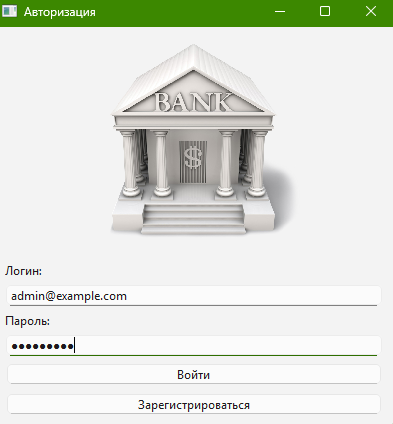 Авторизация
BANK
$
Логин:
admin@example.com
Пароль:
●●●●●●●●●
Войти
Зарегистрироваться